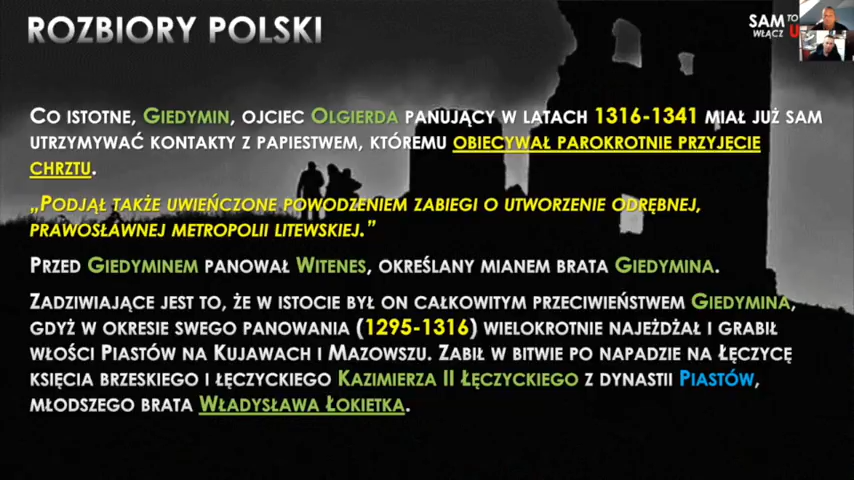 ROZBIORY POLSKI
SAM TO
WŁĄCZ U
CO ISTOTNE, GIEDYMIN, OJCIEC OLGIERDA PANUJĄCY W LATACH 1316-1341 MIAŁ JUŻ SAM
UTRZYMYWAĆ KONTAKTY Z PAPIESTWEM, KTÓREMU OBIECYWAŁ PAROKROTNIE PRZYJĘCIE
CHRZTU.
„PODJĄŁ TAKŻE UWIEŃCZONE POWODZENIEM ZABIEGI O UTWORZENIE ODRĘBNEJ,
PRAWOSŁAWNEJ METROPOLII LITEWSKIEJ.”
PRZED GIEDYMINEM PANOWAŁ WITENES, OKREŚLANY MIANEM BRATA GIEDYMINA.
ZADZIWIAJĄCE JEST TO, ŻE W ISTOCIE BYŁ ON CAŁKOWITYM PRZECIWIEŃSTWEM GIEDYMINA,
GDYŻ W OKRESIE SWEGO PANOWANIA (1295-1316) WIELOKROTNIE NAJEŻDŻAŁ I GRABIŁ
WŁOŚCI PIASTÓW NA KUJAWACH I MAZOWSZU. ZABIŁ W BITWIE PO NAPADZIE NA ŁĘCZYCĘ
KSIĘCIA BRZESKIEGO I ŁĘCZYCKIEGO KAZIMIERZA II ŁĘCZYCKIEGO Z DYNASTII PIASTÓW,
MŁODSZEGO BRATA WŁADYSŁAWA ŁOKIETKA.